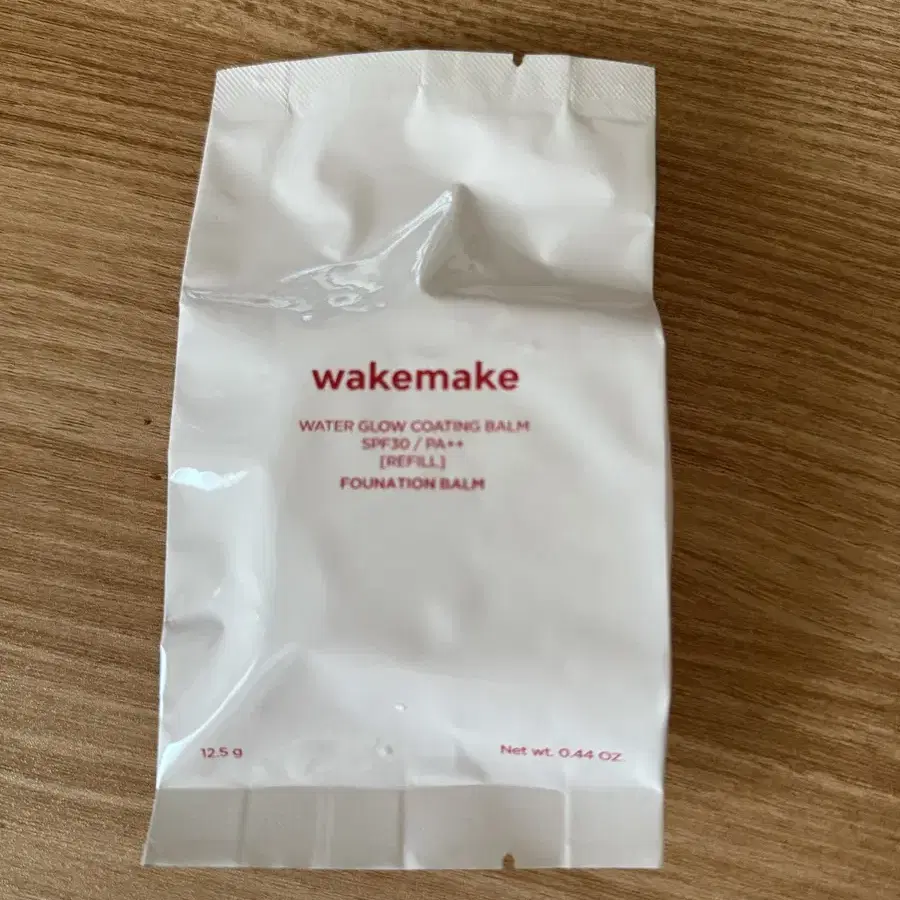 wakemake
WATER GLOW COATING BALM
SPF30 / PA++
[REFILL]
FOUNATION BALM
12.5 g
Net wt. 0.44 OZ.